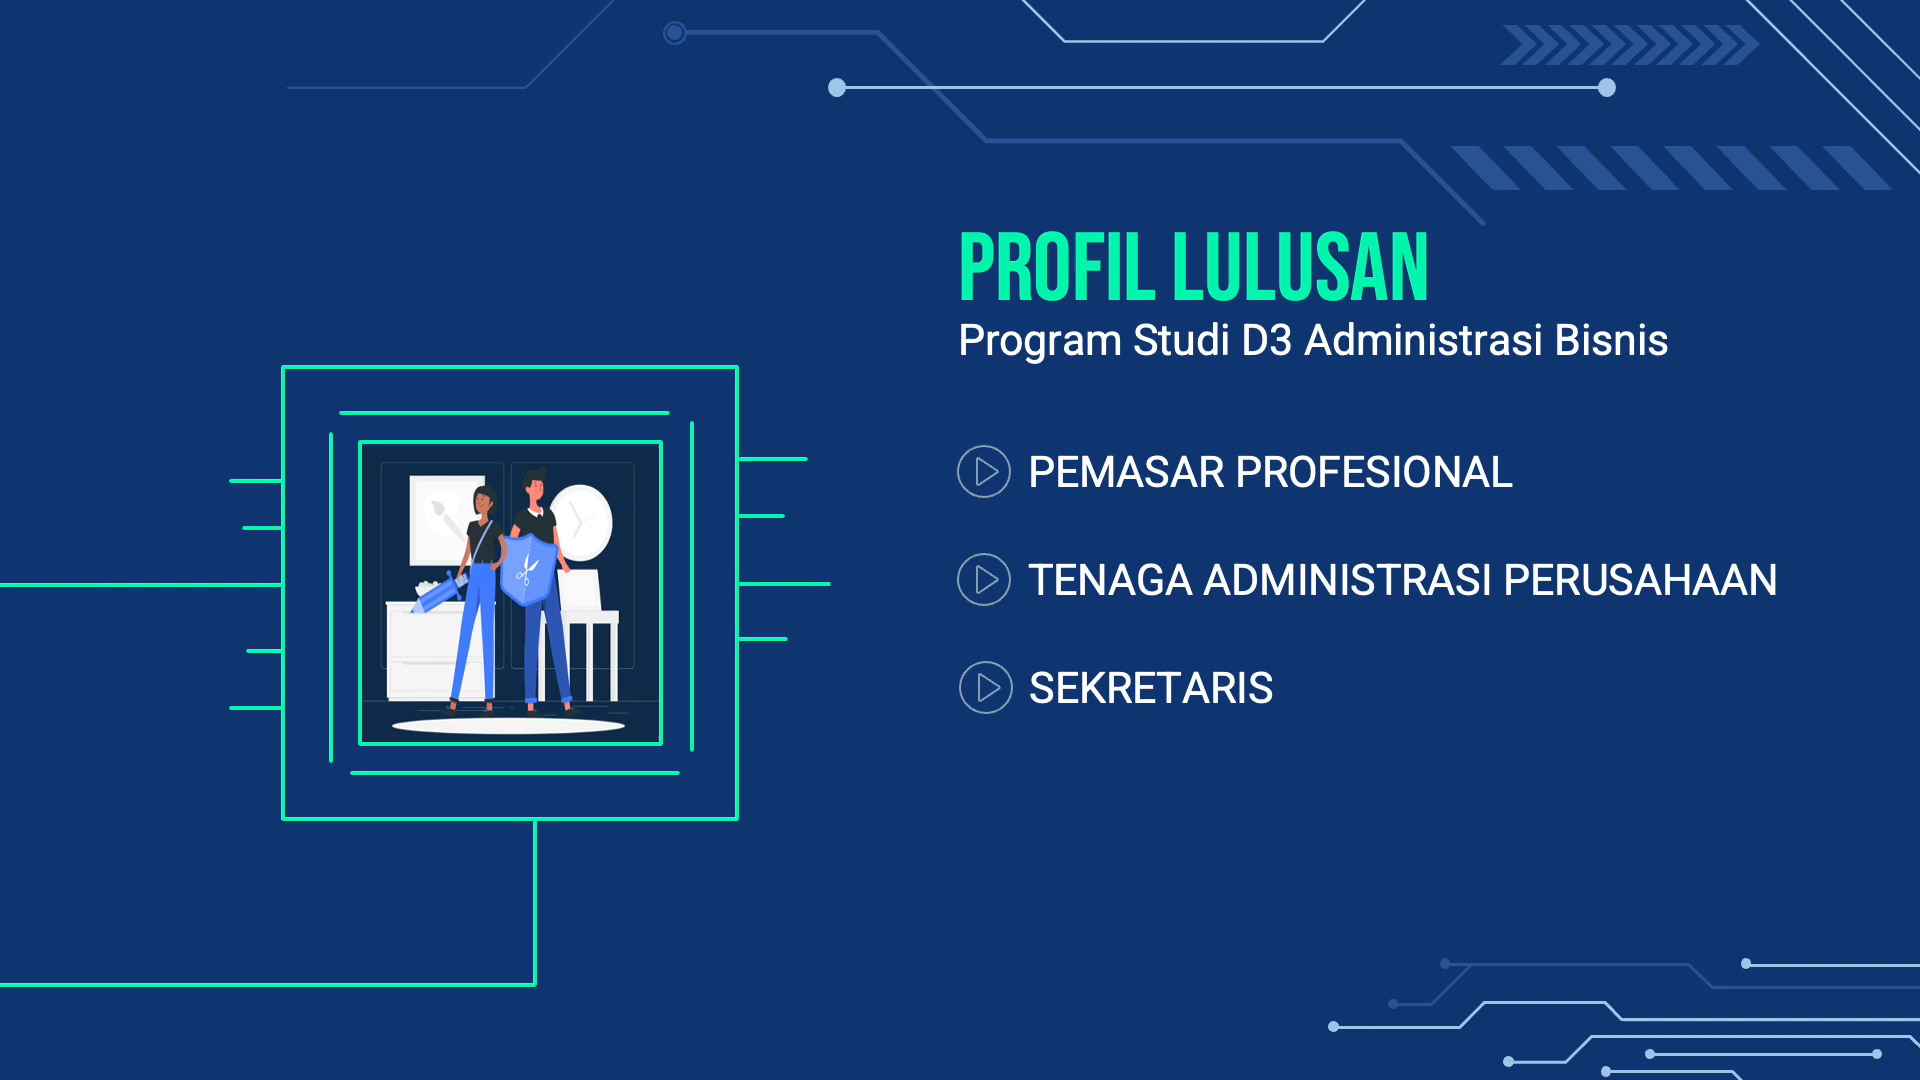 PROFIL LULUSAN
Program Studi D3 Administrasi Bisnis
PEMASAR PROFESIONAL
TENAGA ADMINISTRASI PERUSAHAAN
SEKRETARIS